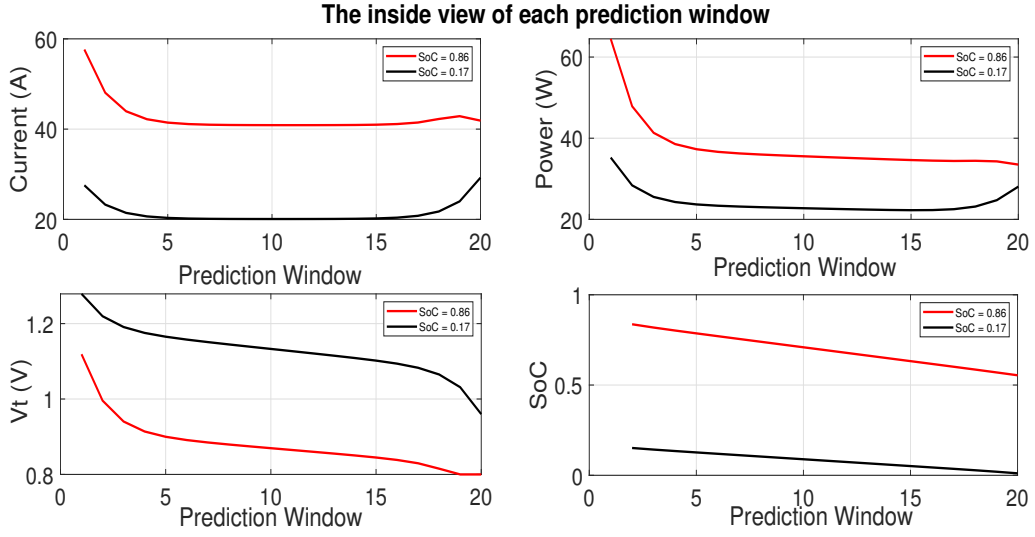 The inside view of each prediction window
Current (A)
60
40
20
0
5
10
15
20
Prediction Window
SoC = 0.86
SoC = 0.17
Power (W)
60
40
20
0
5
10
15
20
Prediction Window
SoC = 0.86
SoC = 0.17
Vt (V)
1.2
1
0.8
0
5
10
15
20
Prediction Window
SoC = 0.86
SoC = 0.17
SoC
1
0.5
0
0
5
10
15
20
Prediction Window
SoC = 0.86
SoC = 0.17